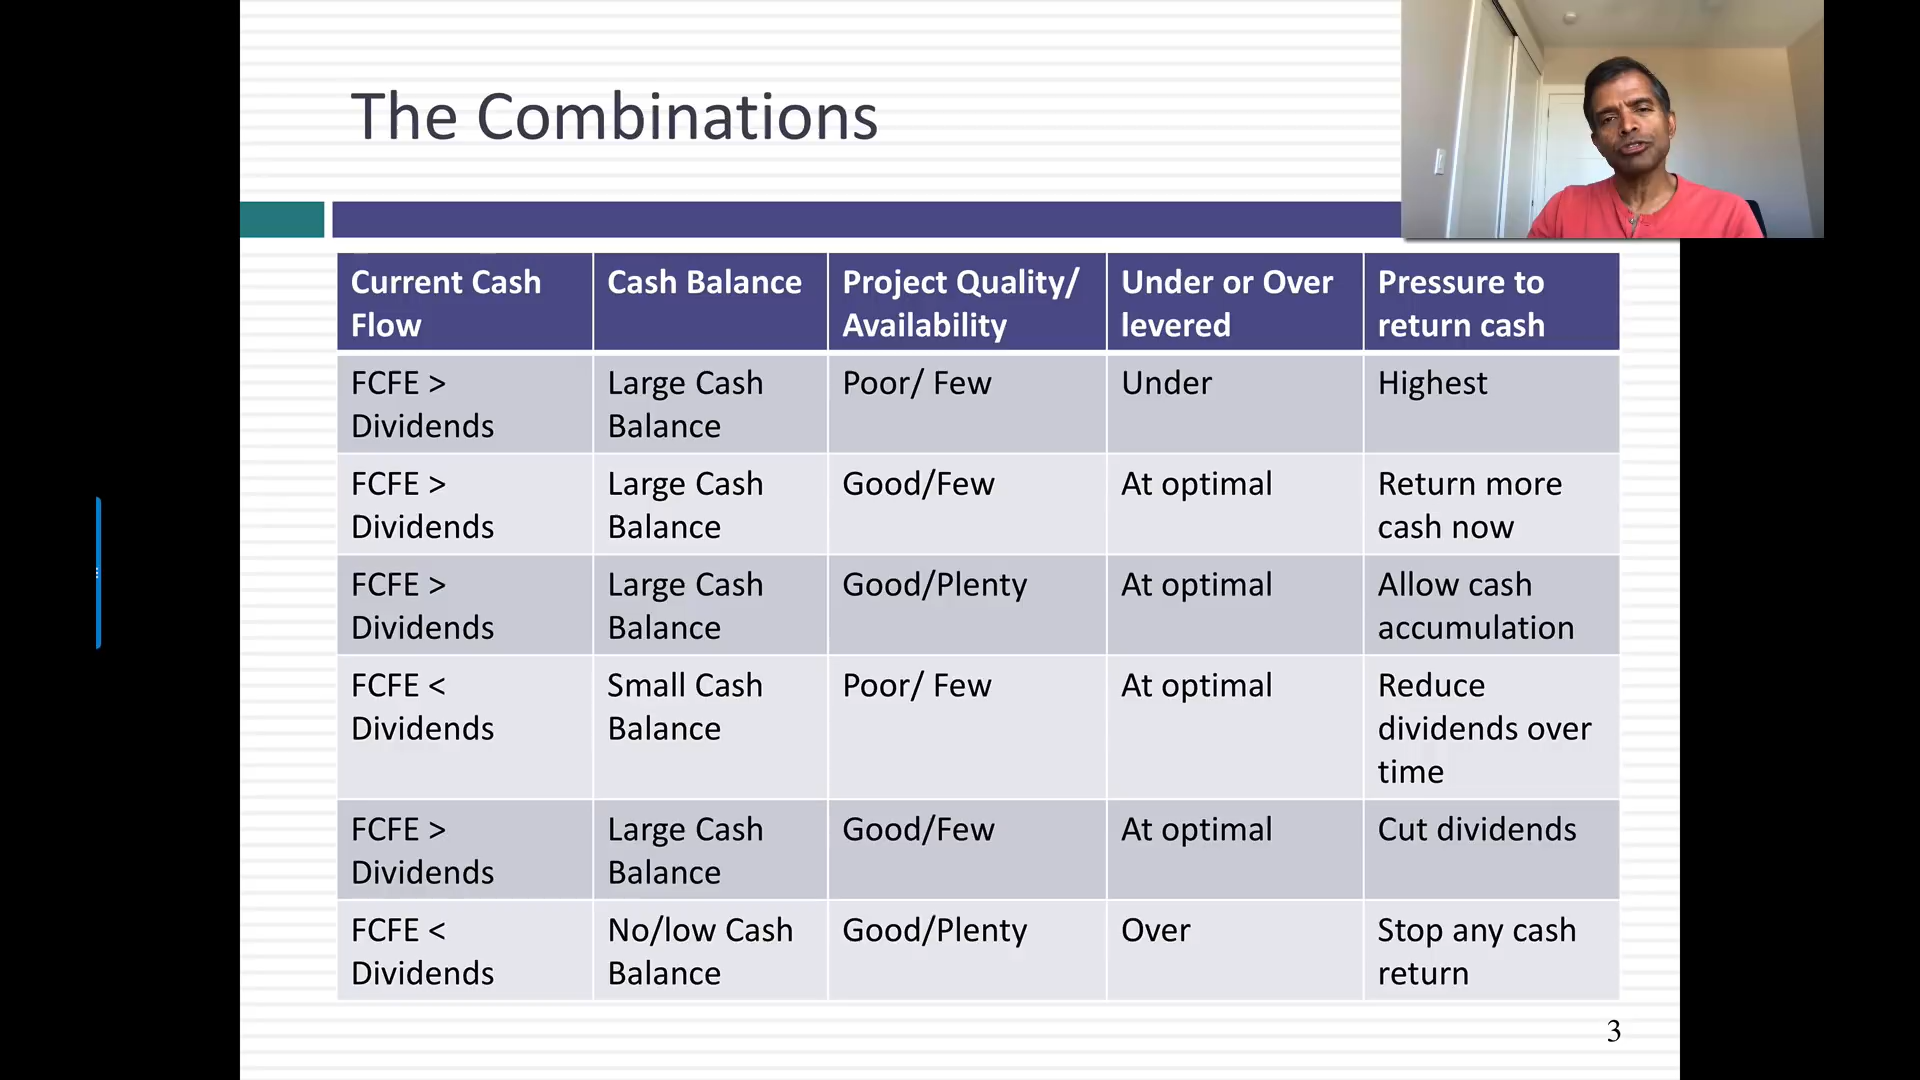 The Combinations
Current Cash
Flow
Cash Balance
Project Quality/
Availability
Under or Over
levered
Pressure to
return cash
FCFE >
Dividends
Large Cash
Balance
Poor/ Few
Under
Highest
FCFE >
Dividends
Large Cash
Balance
Good/Few
At optimal
Return more
cash now
FCFE >
Dividends
Large Cash
Balance
Good/Plenty
At optimal
Allow cash
accumulation
FCFE <
Dividends
Small Cash
Balance
Poor/ Few
At optimal
Reduce
dividends over
time
FCFE >
Dividends
Large Cash
Balance
Good/Few
At optimal
Cut dividends
FCFE <
Dividends
No/low Cash
Balance
Good/Plenty
Over
Stop any cash
return
3